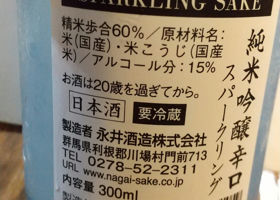 SPARKLING SAKE
純米吟醸辛口
スパークリング
精米歩合60%/原材料名:
米(国産)・米こうじ(国産
米)/アルコール分:15%
お酒は20歳を過ぎてから。
日本酒 要冷蔵
製造者 永井酒造株式会社
群馬県利根郡川場村門前713
TEL 0278-52-2311
www.nagai-sake.co.jp
内容量 300ml